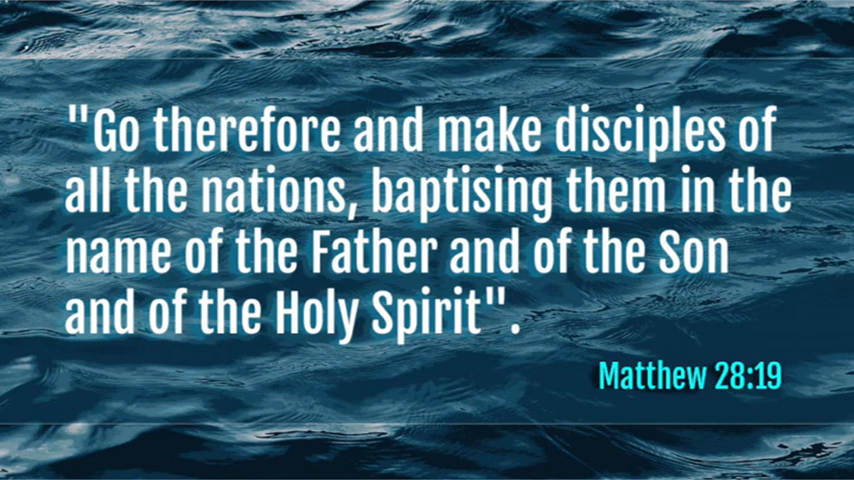 "Go therefore and make disciples of
all the nations, baptising them in the
name of the Father and of the Son
and of the Holy Spirit".
Matthew 28:19